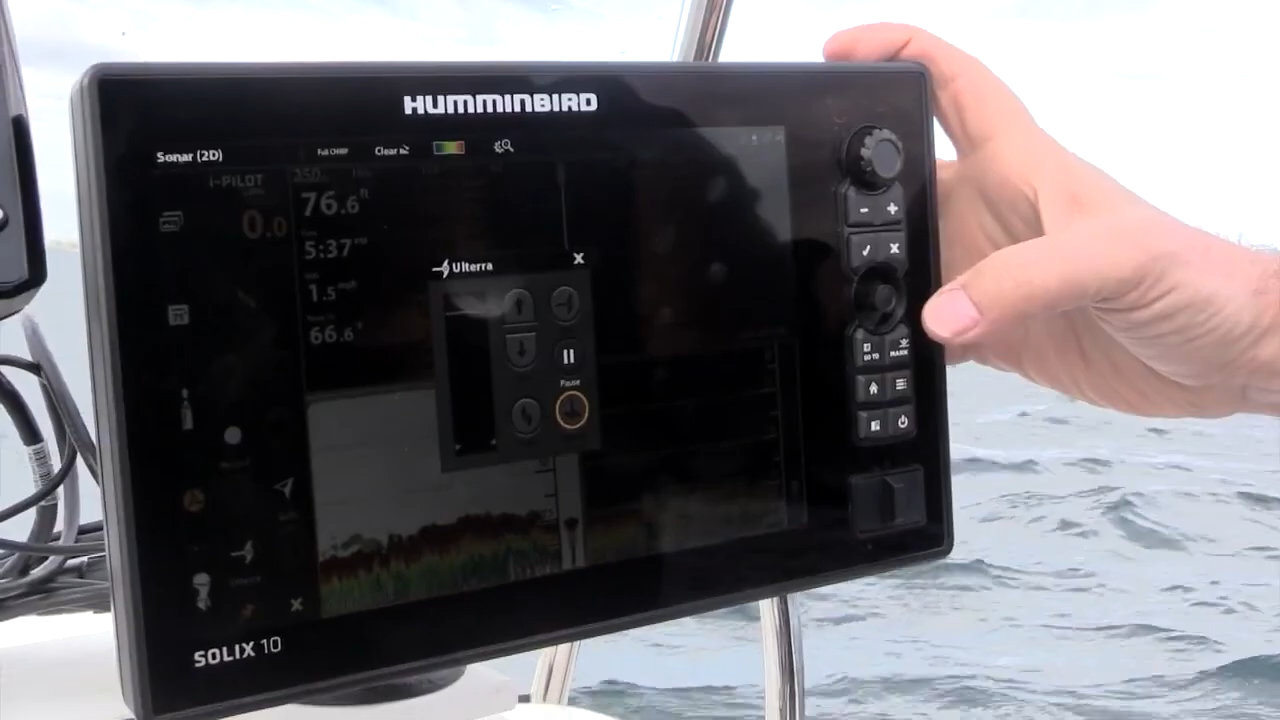 HUMMINBIRD
Sonar (2D)
Full CHIRP
Clear
i-PILOT
0.0
76.6 ft
5:37
1.5 mph
66.6
Ulterra
X
Pause
- +
GO TO
MARK
X
SOLIX 10